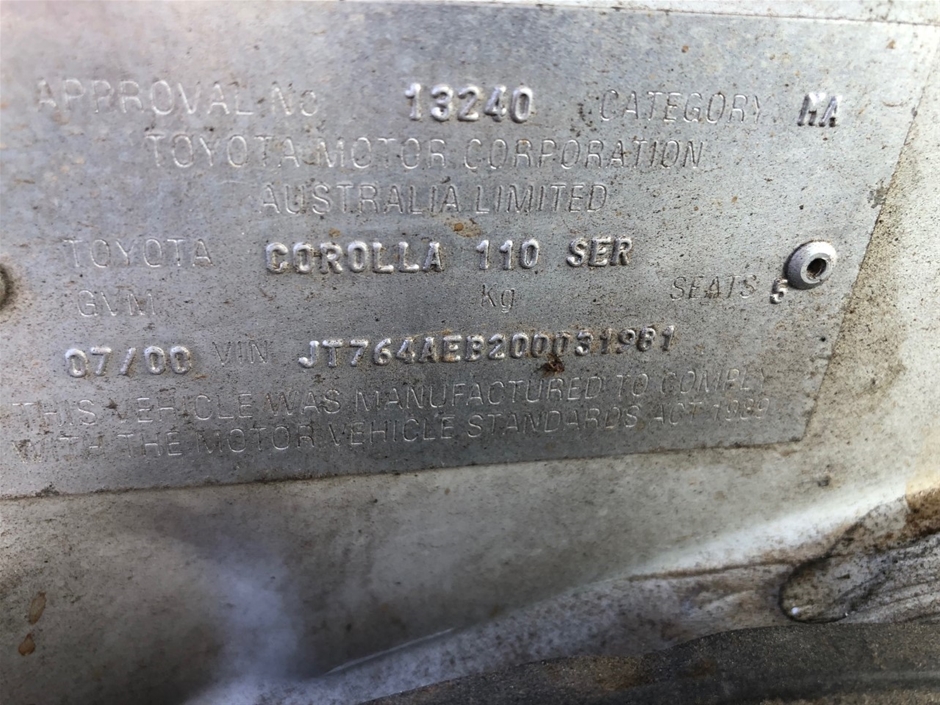 APPROVAL No 13240 CATEGORY MA
TOYOTA MOTOR CORPORATION
AUSTRALIA LIMITED
TOYOTA COROLLA 110 SER
GVM kg SEATS 5
07/00 VIN JT764AEB200031981
THIS VEHICLE WAS MANUFACTURED TO COMPLY
WITH THE MOTOR VEHICLE STANDARDS ACT 1989